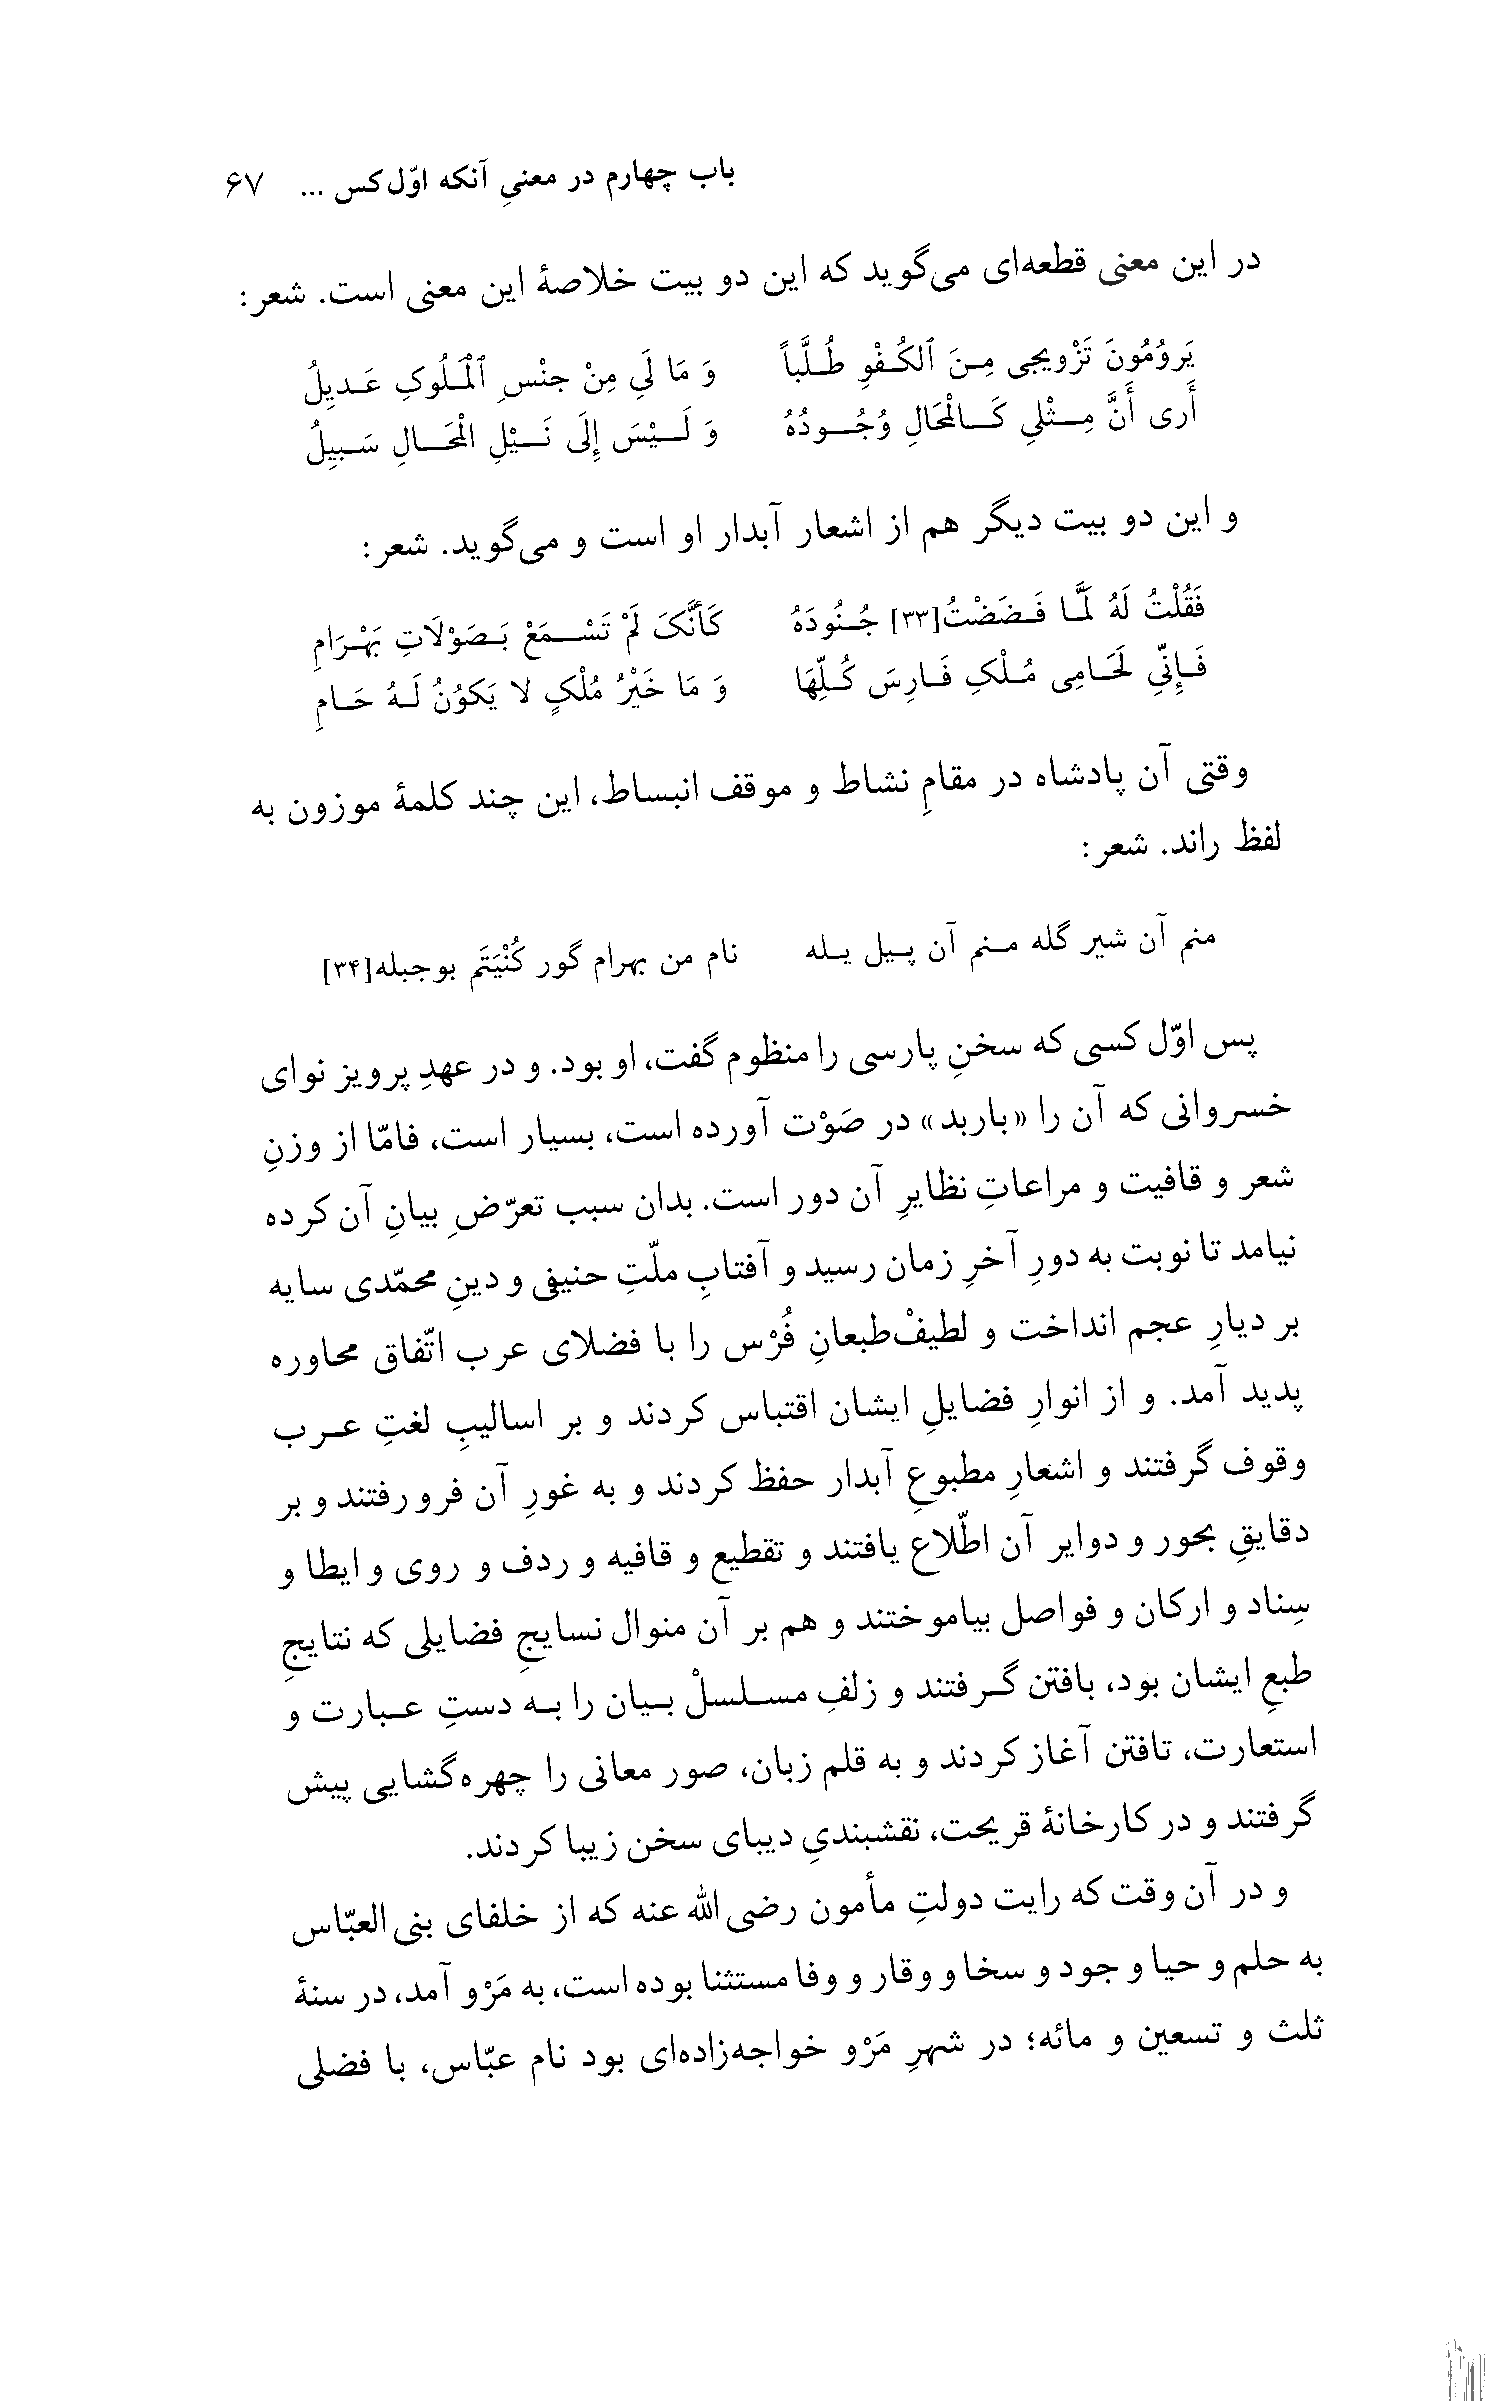 باب چهارم در معنیِ آنکه اوّل‌کس ... ۶۷
در این معنی قطعه‌ای می‌گوید که این دو بیت خلاصهٔ این معنی است. شعر:
یَرومُونَ تَزْویجی مِنَ ٱلکُفْوِ طُلَّباً وَ مَا لَیِ مِنْ جنْسِ ٱلْمُلُوکِ عَدیِلُ
أَری أَنَّ مِثْلیِ کَالْمحَالِ وُجُودُهُ وَ لَیْسَ إِلَی نَیْلِ الْمحَالِ سَبیِلُ
و این دو بیت دیگر هم از اشعار آبدار او است و می‌گوید. شعر:
فَقُلْتُ لَهُ لَمَّا فَضَضْتُ[۳۳] جُنُودَهُ کَأَنَّکَ لَمْ تَسْمَعْ بَصَوْلَاتِ بَهْرَامِ
فَإِنّیِ لَحَامِی مُلْکِ فَارِسَ کُلِّهَا وَ مَا خَیْرُ مُلْکٍ لا یَکوُنُ لَهُ حَامِ
وقتی آن پادشاه در مقامِ نشاط و موقف انبساط، این چند کلمهٔ موزون به
لفظ راند. شعر:
منم آن شیر گله منم آن پیل یله نام من بهرام گور کُنْیَتَم بوجبله[۳۴]
پس اوّل کسی که سخنِ پارسی را منظوم گفت، او بود. و در عهدِ پرویز نوای
خسروانی که آن را «باربد» در صَوْت آورده است، بسیار است، فامّا از وزنِ
شعر و قافیت و مراعاتِ نظایرِ آن دور است. بدان سبب تعرّضِ بیانِ آن کرده
نیامد تا نوبت به دورِ آخرِ زمان رسید و آفتابِ ملّتِ حنیفی و دینِ محمّدی سایه
بر دیارِ عجم انداخت و لطیفْ‌طبعانِ فُرْس را با فضلای عرب اتّفاق محاوره
پدید آمد. و از انوارِ فضایلِ ایشان اقتباس کردند و بر اسالیبِ لغتِ عرب
وقوف گرفتند و اشعارِ مطبوعِ آبدار حفظ کردند و به غورِ آن فرو رفتند و بر
دقایقِ بحور و دوایر آن اطّلاع یافتند و تقطیع و قافیه و ردف و روی و ایطا و
سِناد و ارکان و فواصل بیاموختند و هم بر آن منوال نسایجِ فضایلی که نتایجِ
طبعِ ایشان بود، بافتن گرفتند و زلفِ مسلسلْ بیان را به دستِ عبارت و
استعارت، تافتن آغاز کردند و به قلم زبان، صور معانی را چهره‌گشایی پیش
گرفتند و در کارخانهٔ قریحت، نقشبندیِ دیبای سخن زیبا کردند.
و در آن وقت که رایت دولتِ مأمون رضی الله عنه که از خلفای بنی العبّاس
به حلم و حیا و جود و سخا و وقار و وفا مستثنا بوده است، به مَرْو آمد، در سنهٔ
ثلث و تسعین و مائه؛ در شهرِ مَرْو خواجه‌زاده‌ای بود نام عبّاس، با فضلی